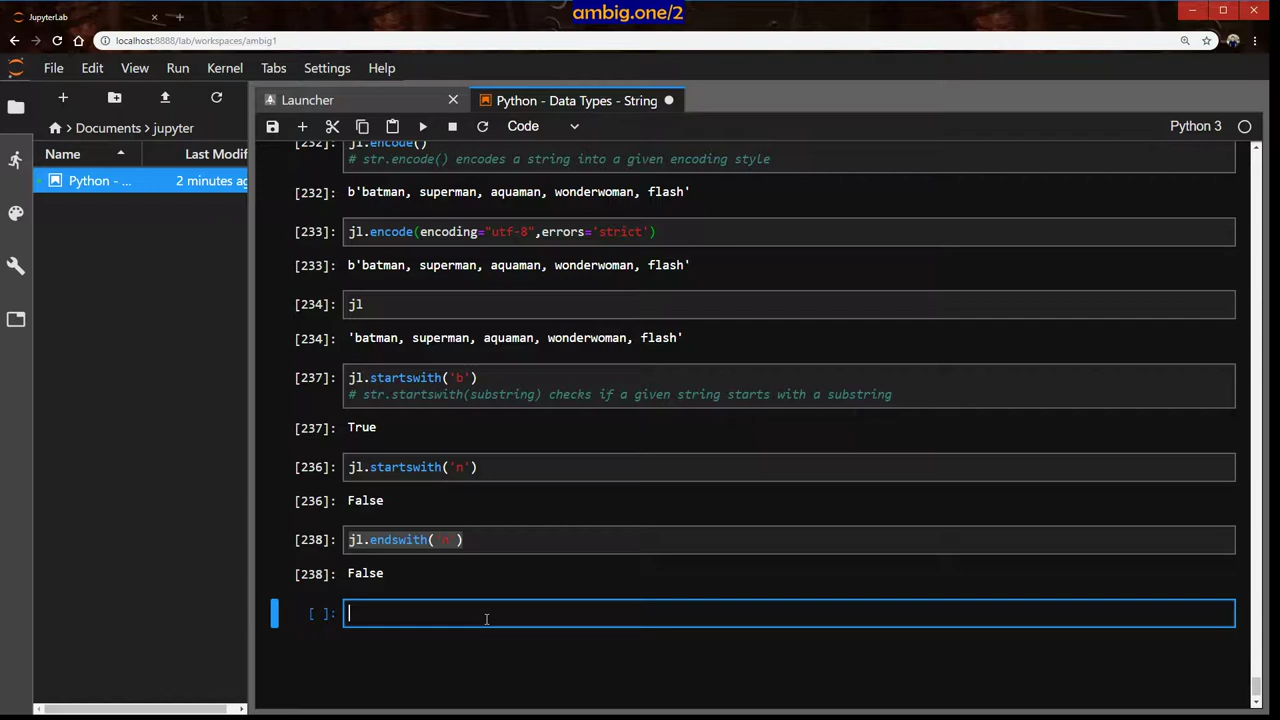 ambig.one/2
JupyterLab
localhost:8888/lab/workspaces/ambig1
File Edit View Run Kernel Tabs Settings Help
Launcher
Python - Data Types - String
Code
Python 3
Documens > jupyter
Name Last Modif
Python - ... 2 minutes ag
[232]: jl.encode()
# str.encode() encodes a string into a given encoding style
[232]: b'batman, superman, aquaman, wonderwoman, flash'
[233]: jl.encode(encoding="utf-8",errors='strict')
[233]: b'batman, superman, aquaman, wonderwoman, flash'
[234]: jl
[234]: 'batman, superman, aquaman, wonderwoman, flash'
[237]: jl.startswith('b')
# str.startswith(substring) checks if a given string starts with a substring
[237]: True
[236]: jl.startswith('n')
[236]: False
[238]: jl.endswith('n')
[238]: False
[ ]: